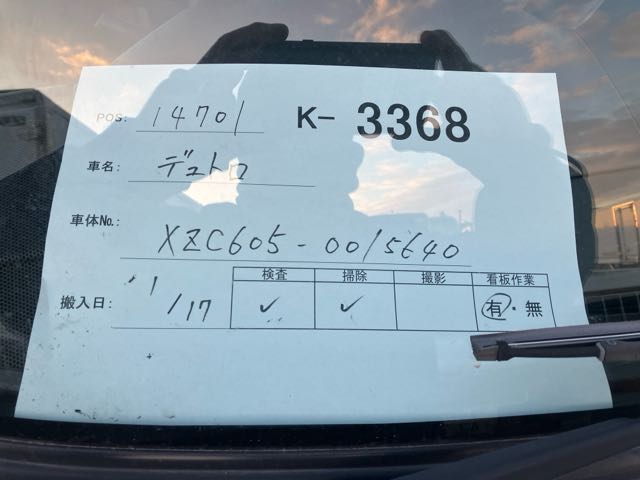 POS: 14701 K- 3368
車名: デュトロ
車体No.: XZC605-0015640
検査 掃除 撮影 看板作業
搬入日: 11/17 ✓ ✓ 有・無